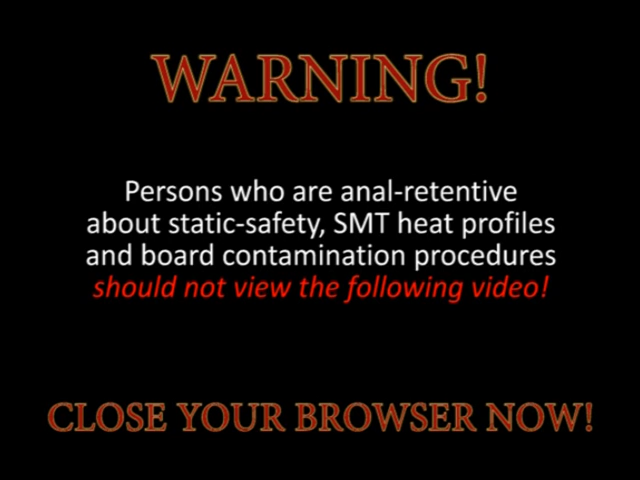 WARNING!
Persons who are anal-retentive
about static-safety, SMT heat profiles
and board contamination procedures
should not view the following video!
CLOSE YOUR BROWSER NOW!